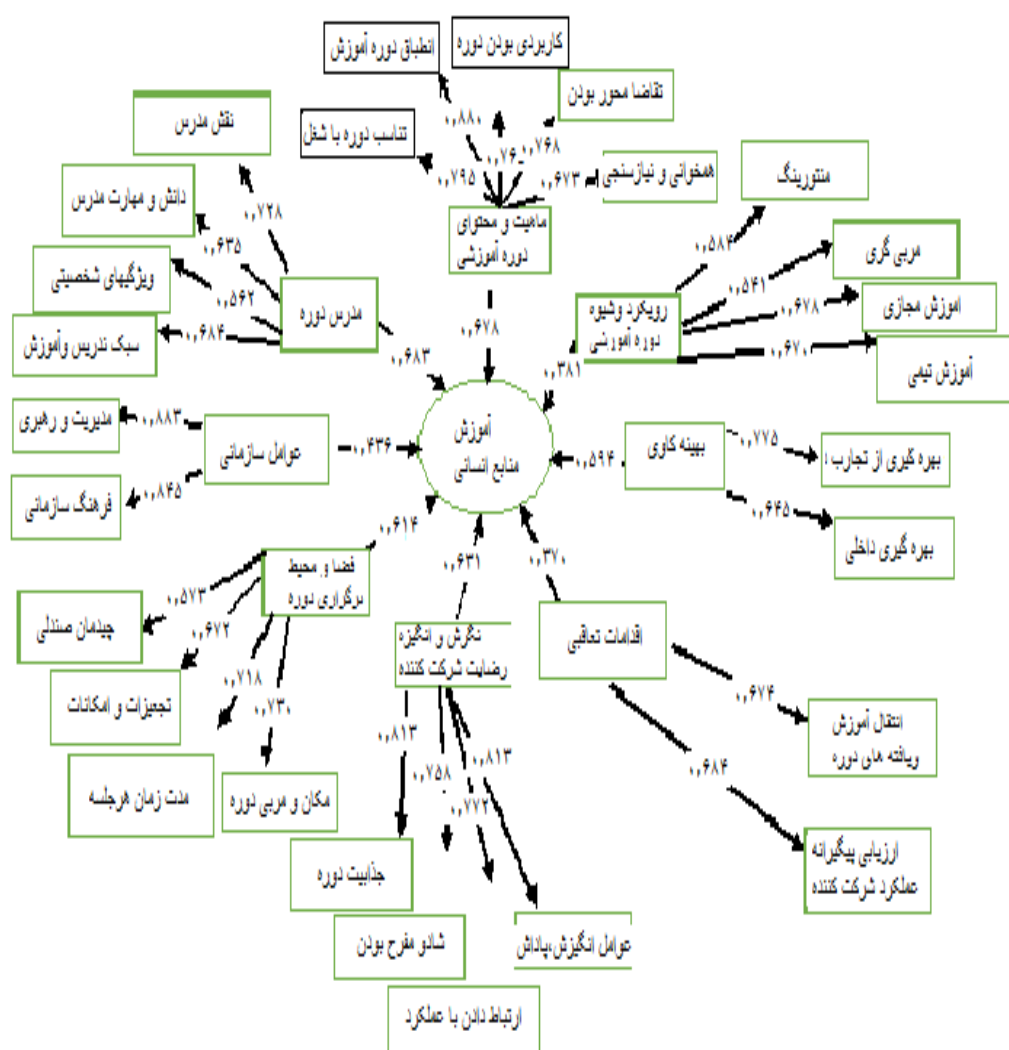 کاربردی بودن دوره
انطباق دوره آموزش
تقاضا محور بودن
نقش مدرس
تناسب دوره با شغل
۰,۸۸۰
۰,۷۶
۰,۷۶۸
همخوانی و نیازسنجی
منتورینگ
دانش و مهارت مدرس
۰,۷۲۸
۰,۷۹۵
۰,۶۷۳
ماهیت و محتوای
دوره آموزشی
۰,۵۸۴
مربی گری
۰,۶۳۵
ویژگیهای شخصیتی
۰,۵۶۲
مدرس دوره
رویکرد وشیوه
دوره آموزشی
۰,۵۴۱
۰,۶۷۸
اموزش مجازی
سبک تدریس وآموزش
۰,۶۸۴
۰,۶۸۳
۰,۶۷۸
۰,۳۸۱
۰,۶۷۰
آموزش تیمی
مدیریت و رهبری
۰,۸۸۳
عوامل سازمانی
۰,۴۳۶
آموزش
منابع انسانی
۰,۵۹۴
بهینه کاوی
۰,۷۷۵
بهره گیری از تجارب
فرهنگ سازمانی
۰,۸۴۵
۰,۶۴۵
بهره گیری داخلی
۰,۶۱۴
۰,۶۳۱
۰,۳۷۰
فضا و محیط
برگزاری دوره
۰,۵۷۳
چیدمان صندلی
۰,۶۷۲
نگرش و انگیزه
رضایت شرکت کننده
اقدامات تعاقبی
تجهیزات و امکانات
۰,۷۱۸
۰,۷۳۰
۰,۶۷۴
انتقال آموزش
ویافته های دوره
۰,۸۱۳
۰,۷۵۸
۰,۷۷۲
۰,۸۱۳
۰,۶۸۴
مدت زمان هرجلسه
مکان و مربی دوره
جذابیت دوره
ارزیابی پیگیرانه
عملکرد شرکت کننده
شادو مفرح بودن
عوامل انگیزش،پاداش
ارتباط دادن با عملکرد